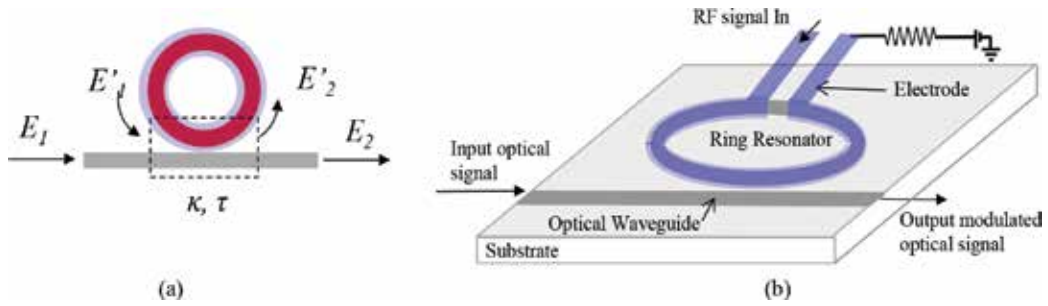 E'1
E'2
E1
E2
κ, τ
(a)
RF signal In
Electrode
Ring Resonator
Input optical
signal
Optical Waveguide
Output modulated
optical signal
Substrate
(b)